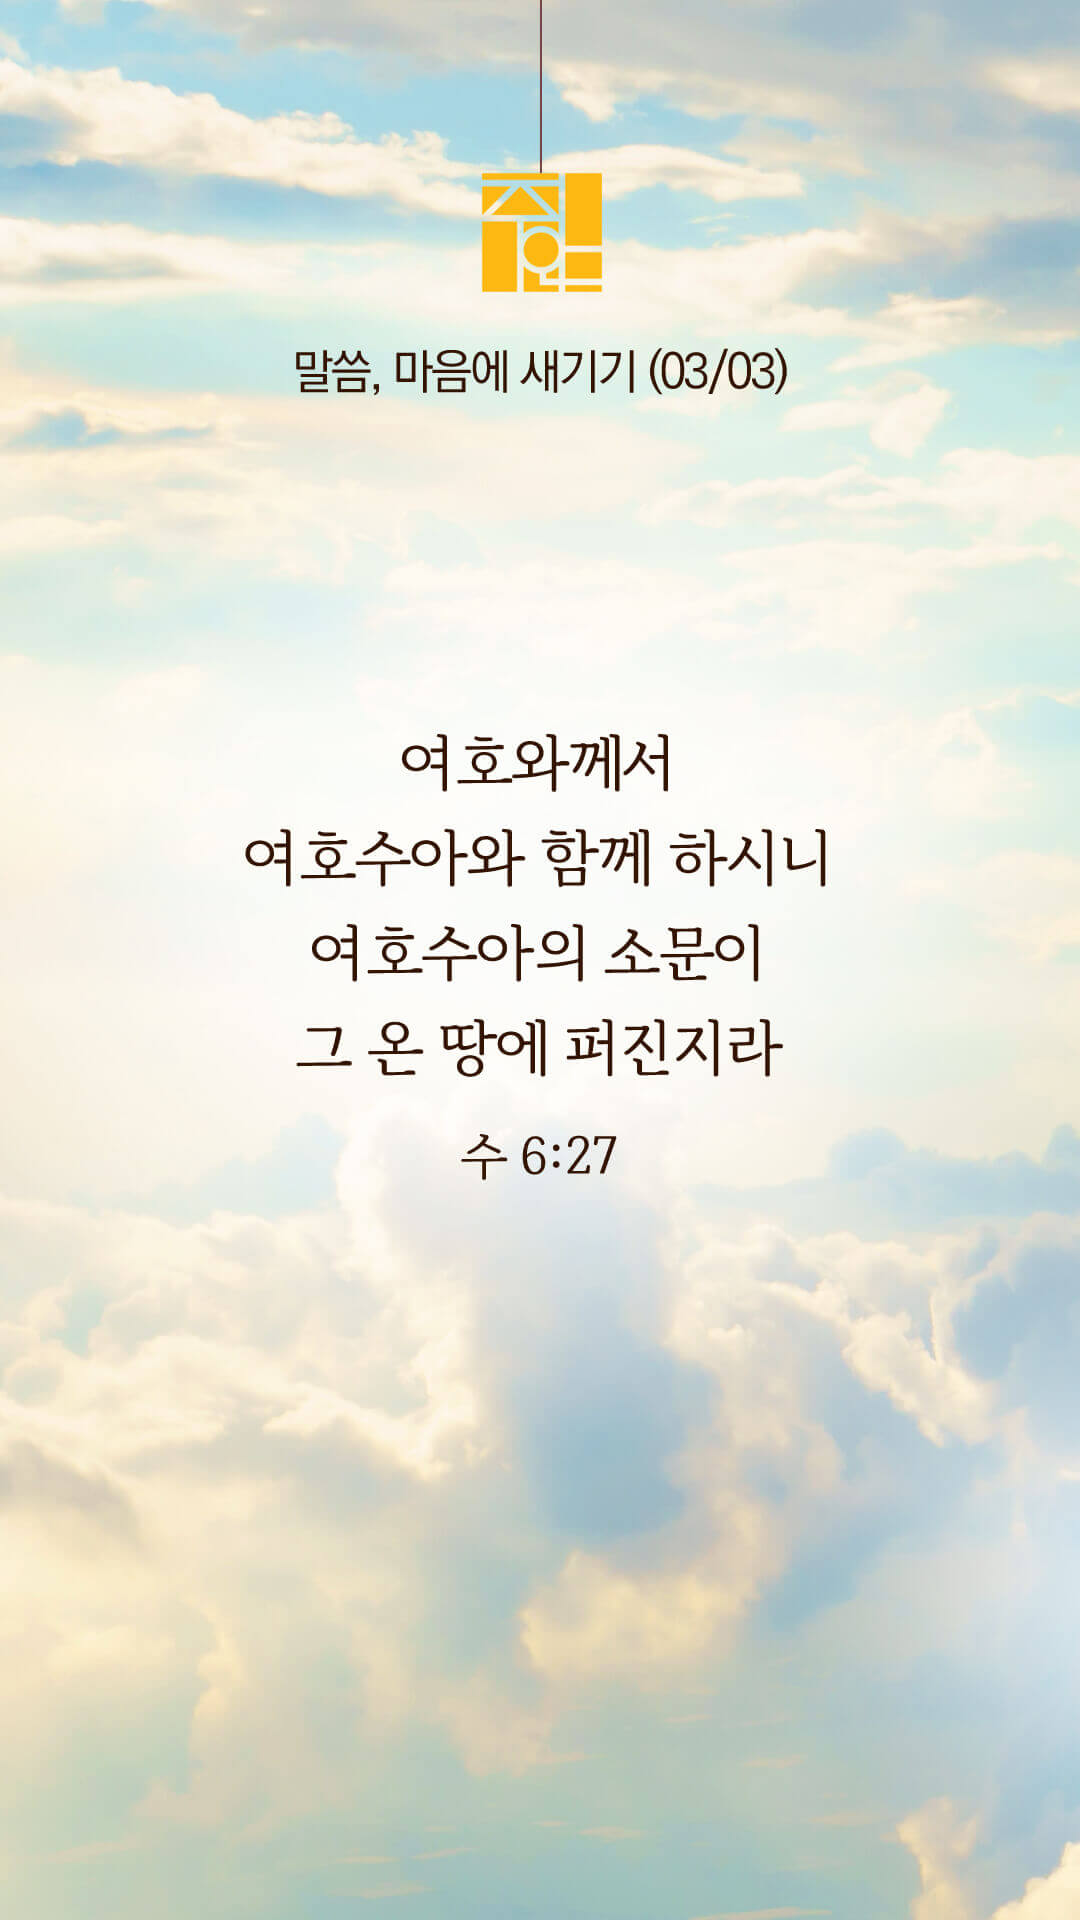 증인
말씀, 마음에 새기기 (03/03)
여호와께서
여호수아와 함께 하시니
여호수아의 소문이
그 온 땅에 퍼진지라
수 6:27